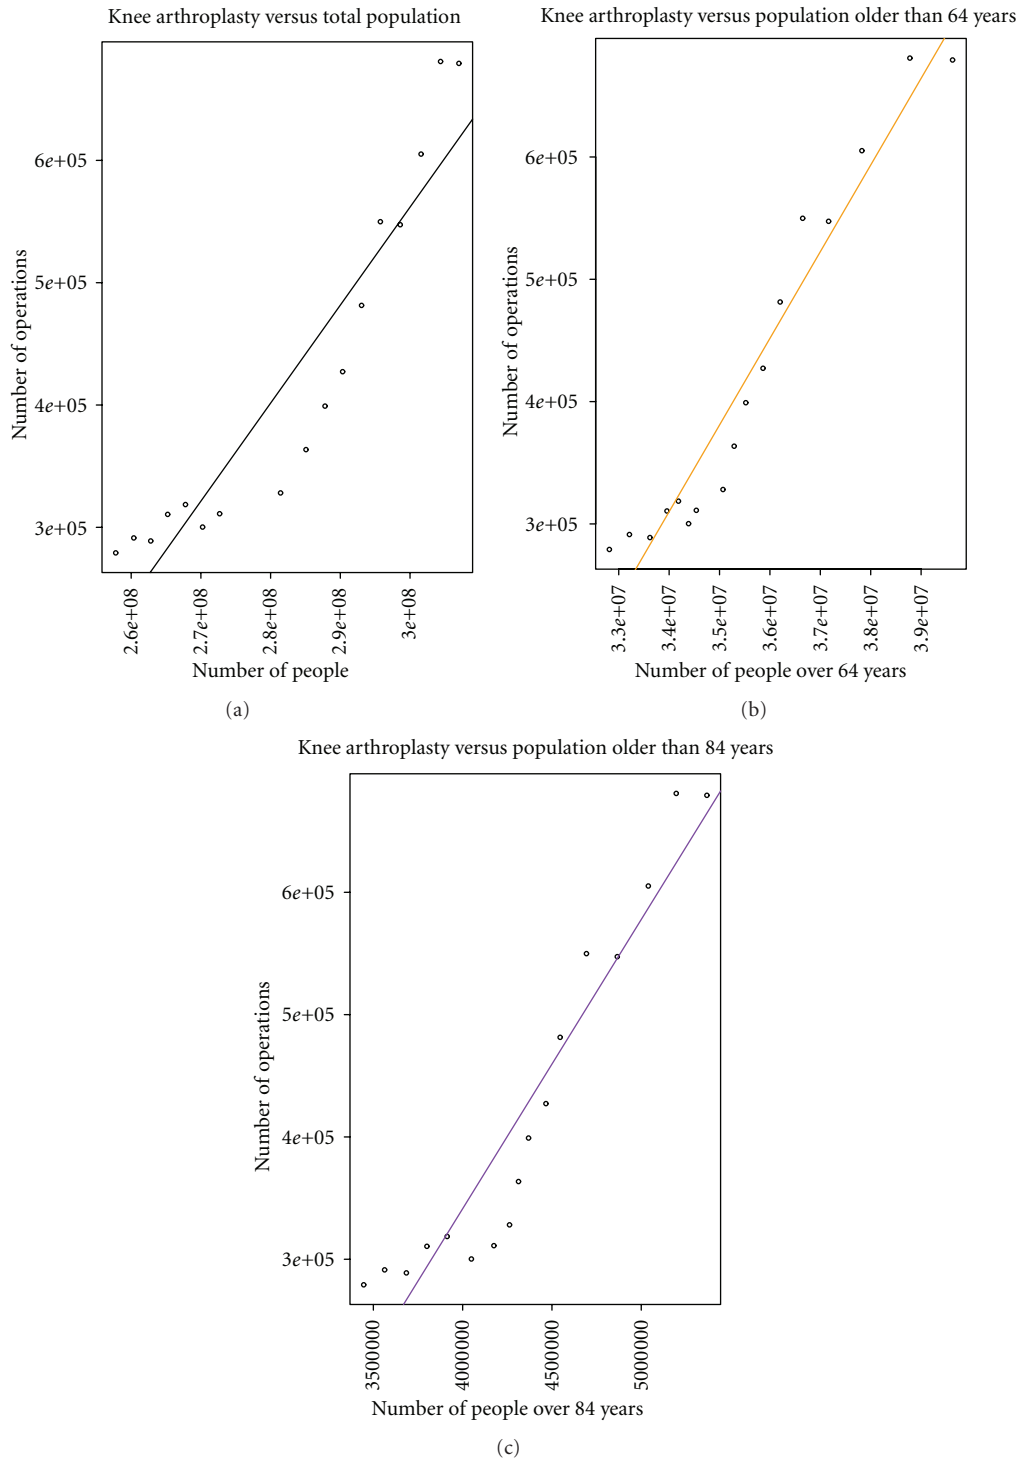 Knee arthroplasty versus total population
6e+05
5e+05
4e+05
3e+05
Number of operations
2.6e+08
2.7e+08
2.8e+08
2.9e+08
3e+08
Number of people
(a)
Knee arthroplasty versus population older than 64 years
6e+05
5e+05
4e+05
3e+05
Number of operations
3.3e+07
3.4e+07
3.5e+07
3.6e+07
3.7e+07
3.8e+07
3.9e+07
Number of people over 64 years
(b)
Knee arthroplasty versus population older than 84 years
6e+05
5e+05
4e+05
3e+05
Number of operations
3500000
4000000
4500000
5000000
Number of people over 84 years
(c)